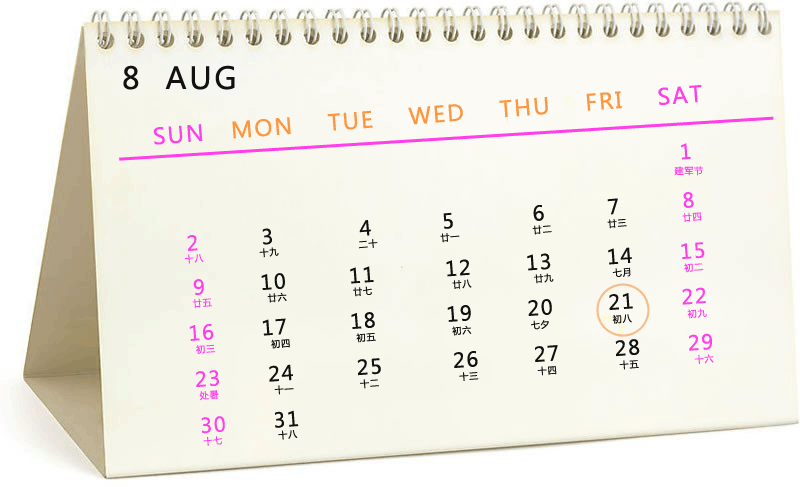 8 AUG
SUN MON TUE WED THU FRI SAT
1
建军节
2 3 4 5 6 7 8
十八 十九 二十 廿一 廿二 廿三 廿四
9 10 11 12 13 14 15
廿五 廿六 廿七 廿八 廿九 七月 初二
16 17 18 19 20 21 22
初三 初四 初五 初六 七夕 初八 初九
23 24 25 26 27 28 29
处暑 十一 十二 十三 十四 十五 十六
30 31
十七 十八